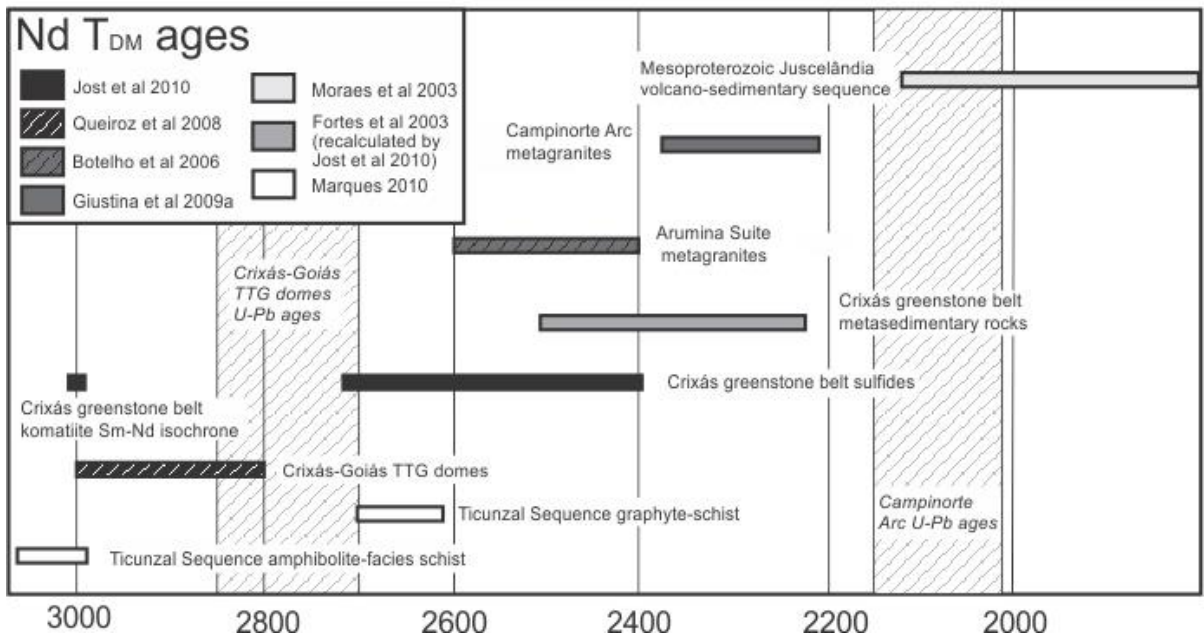 Nd TDM ages
Jost et al 2010
Queiroz et al 2008
Botelho et al 2006
Giustina et al 2009a
Moraes et al 2003
Fortes et al 2003
(recalculated by
Jost et al 2010)
Marques 2010
Mesoproterozoic Juscelândia
volcano-sedimentary sequence
Campinorte Arc
metagranites
Arumina Suite
metagranites
Crixás-Goiás
TTG domes
U-Pb ages
Crixás greenstone belt
metasedimentary rocks
Crixás greenstone belt sulfides
Crixás greenstone belt
komatiite Sm-Nd isochrone
Crixás-Goiás TTG domes
Ticunzal Sequence graphyte-schist
Campinorte
Arc U-Pb ages
Ticunzal Sequence amphibolite-facies schist
3000 2800 2600 2400 2200 2000